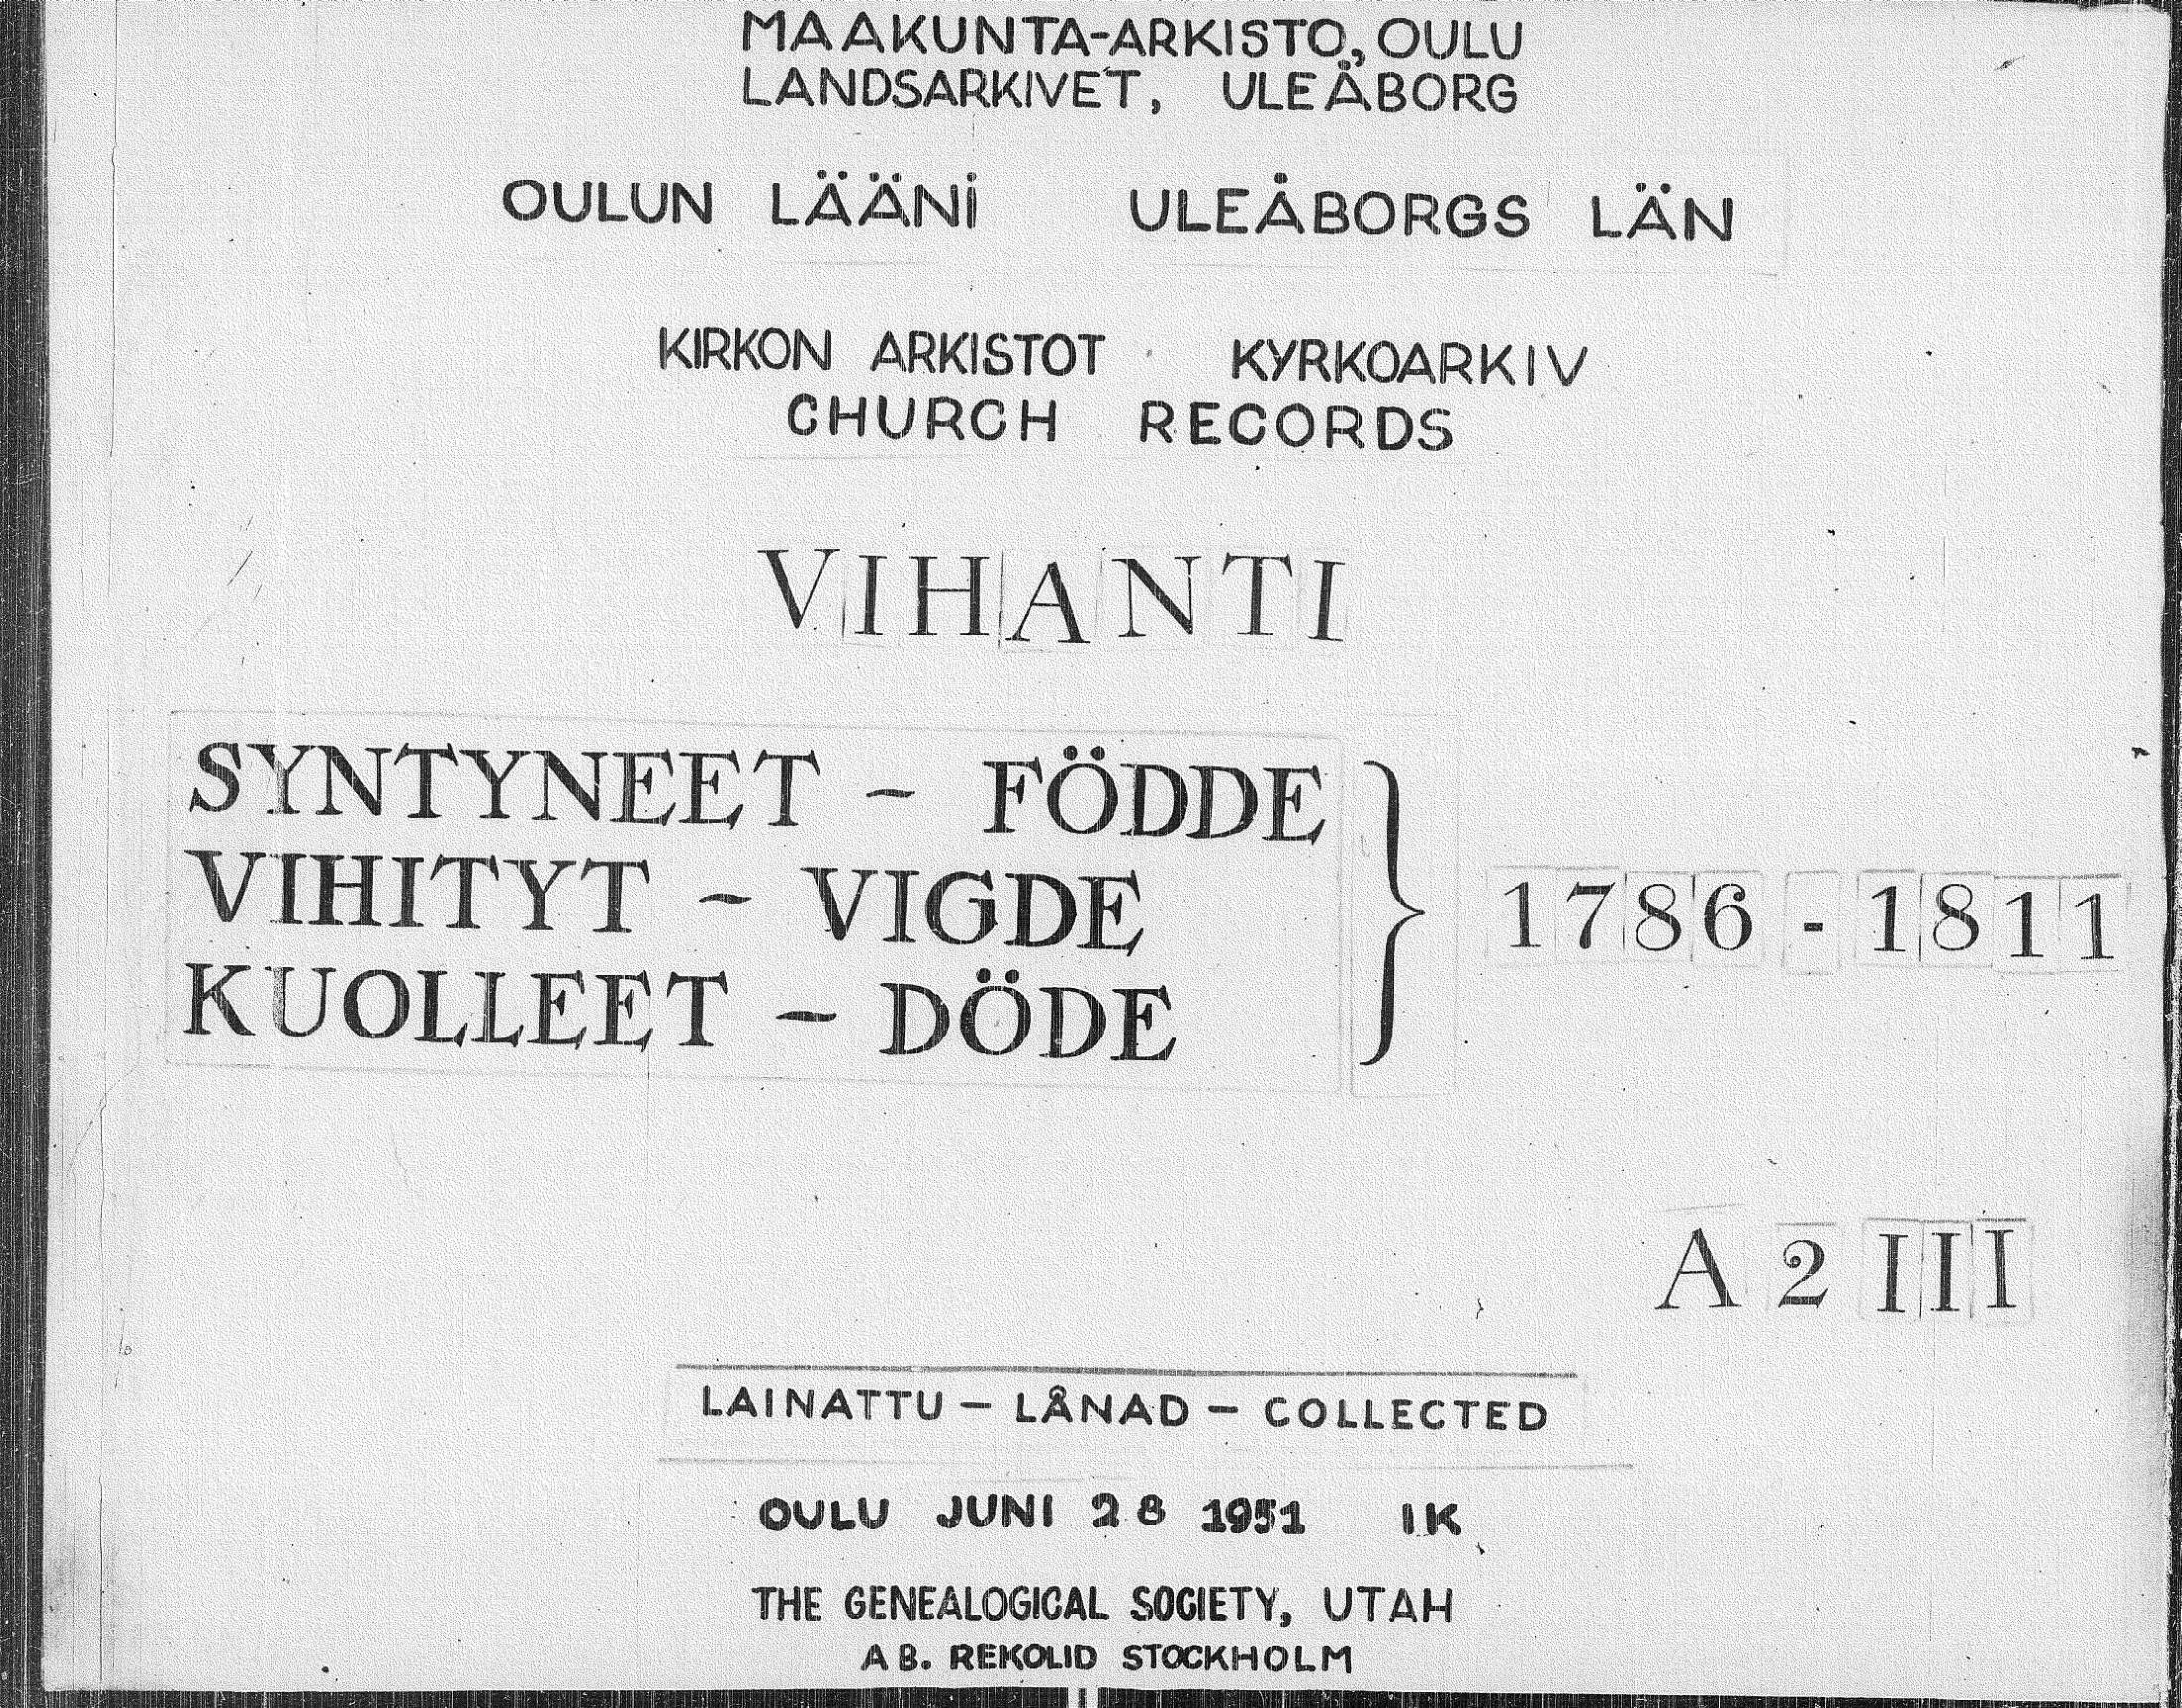 MAAKUNTA-ARKISTO, OULU
LANDSARKIVET, ULEÅBORG
OULUN LÄÄNI ULEÅBORGS LÄN
KIRKON ARKISTOT KYRKOARKIV
CHURCH RECORDS
VIHANTI
SYNTYNEET - FÖDDE
VIHITYT - VIGDE } 1786 - 1811
KUOLLEET - DÖDE
A 2 III
LAINATTU - LÅNAD - COLLECTED
OULU JUNI 28 1951 IK
THE GENEALOGICAL SOCIETY, UTAH
AB. REKOLID STOCKHOLM